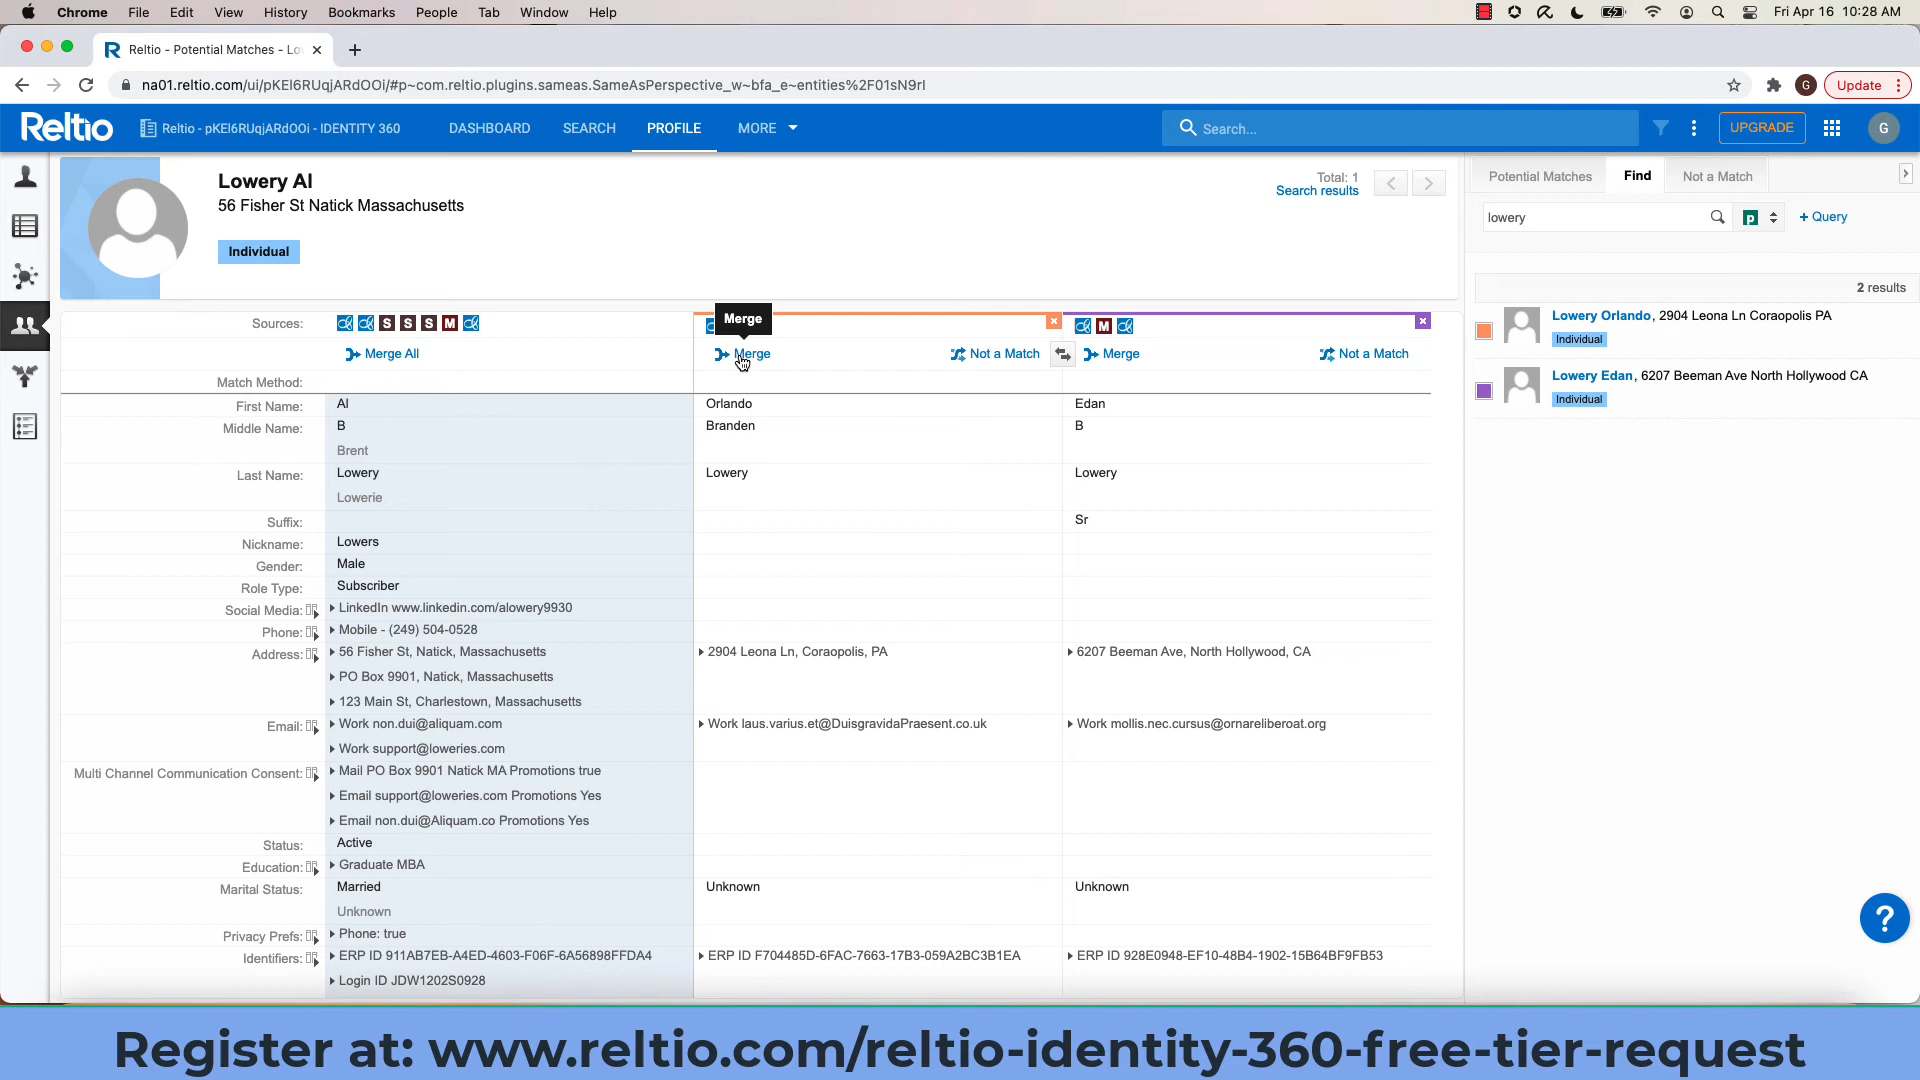 Chrome File Edit View History Bookmarks People Tab Window Help Fri Apr 16 10:28 AM
Reltio - Potential Matches - Lo
na01.reltio.com/ui/pKEl6RUqjARdOOi/#p~com.reltio.plugins.sameas.SameAsPerspective_w~bfa_e~entities%2F01sN9rI G Update
Reltio Reltio - pKEl6RUqjARdOOi - IDENTITY 360 DASHBOARD SEARCH PROFILE MORE Search... UPGRADE G
Lowery Al
56 Fisher St Natick Massachusetts
Individual
Total: 1
Search results
Potential Matches Find Not a Match
lowery p + Query
2 results
Lowery Orlando, 2904 Leona Ln Coraopolis PA
Individual
Lowery Edan, 6207 Beeman Ave North Hollywood CA
Individual
Merge
Sources: S S S M M
Merge All Merge Not a Match Merge Not a Match
Match Method:
First Name: Al Orlando Edan
Middle Name: B Branden B
Brent
Last Name: Lowery Lowery Lowery
Lowerie
Suffix: Sr
Nickname: Lowers
Gender: Male
Role Type: Subscriber
Social Media: LinkedIn www.linkedin.com/alowery9930
Phone: Mobile - (249) 504-0528
Address: 56 Fisher St, Natick, Massachusetts 2904 Leona Ln, Coraopolis, PA 6207 Beeman Ave, North Hollywood, CA
PO Box 9901, Natick, Massachusetts
123 Main St, Charlestown, Massachusetts
Email: Work non.dui@aliquam.com Work laus.varius.et@DuisgravidaPraesent.co.uk Work mollis.nec.cursus@ornareliberoat.org
Work support@loweries.com
Multi Channel Communication Consent: Mail PO Box 9901 Natick MA Promotions true
Email support@loweries.com Promotions Yes
Email non.dui@Aliquam.co Promotions Yes
Status: Active
Education: Graduate MBA
Marital Status: Married Unknown Unknown
Unknown
Privacy Prefs: Phone: true
Identifiers: ERP ID 911AB7EB-A4ED-4603-F06F-6A56898FFDA4 ERP ID F704485D-6FAC-7663-17B3-059A2BC3B1EA ERP ID 928E0948-EF10-48B4-1902-15B64BF9FB53
Login ID JDW1202S0928
?
Register at: www.reltio.com/reltio-identity-360-free-tier-request